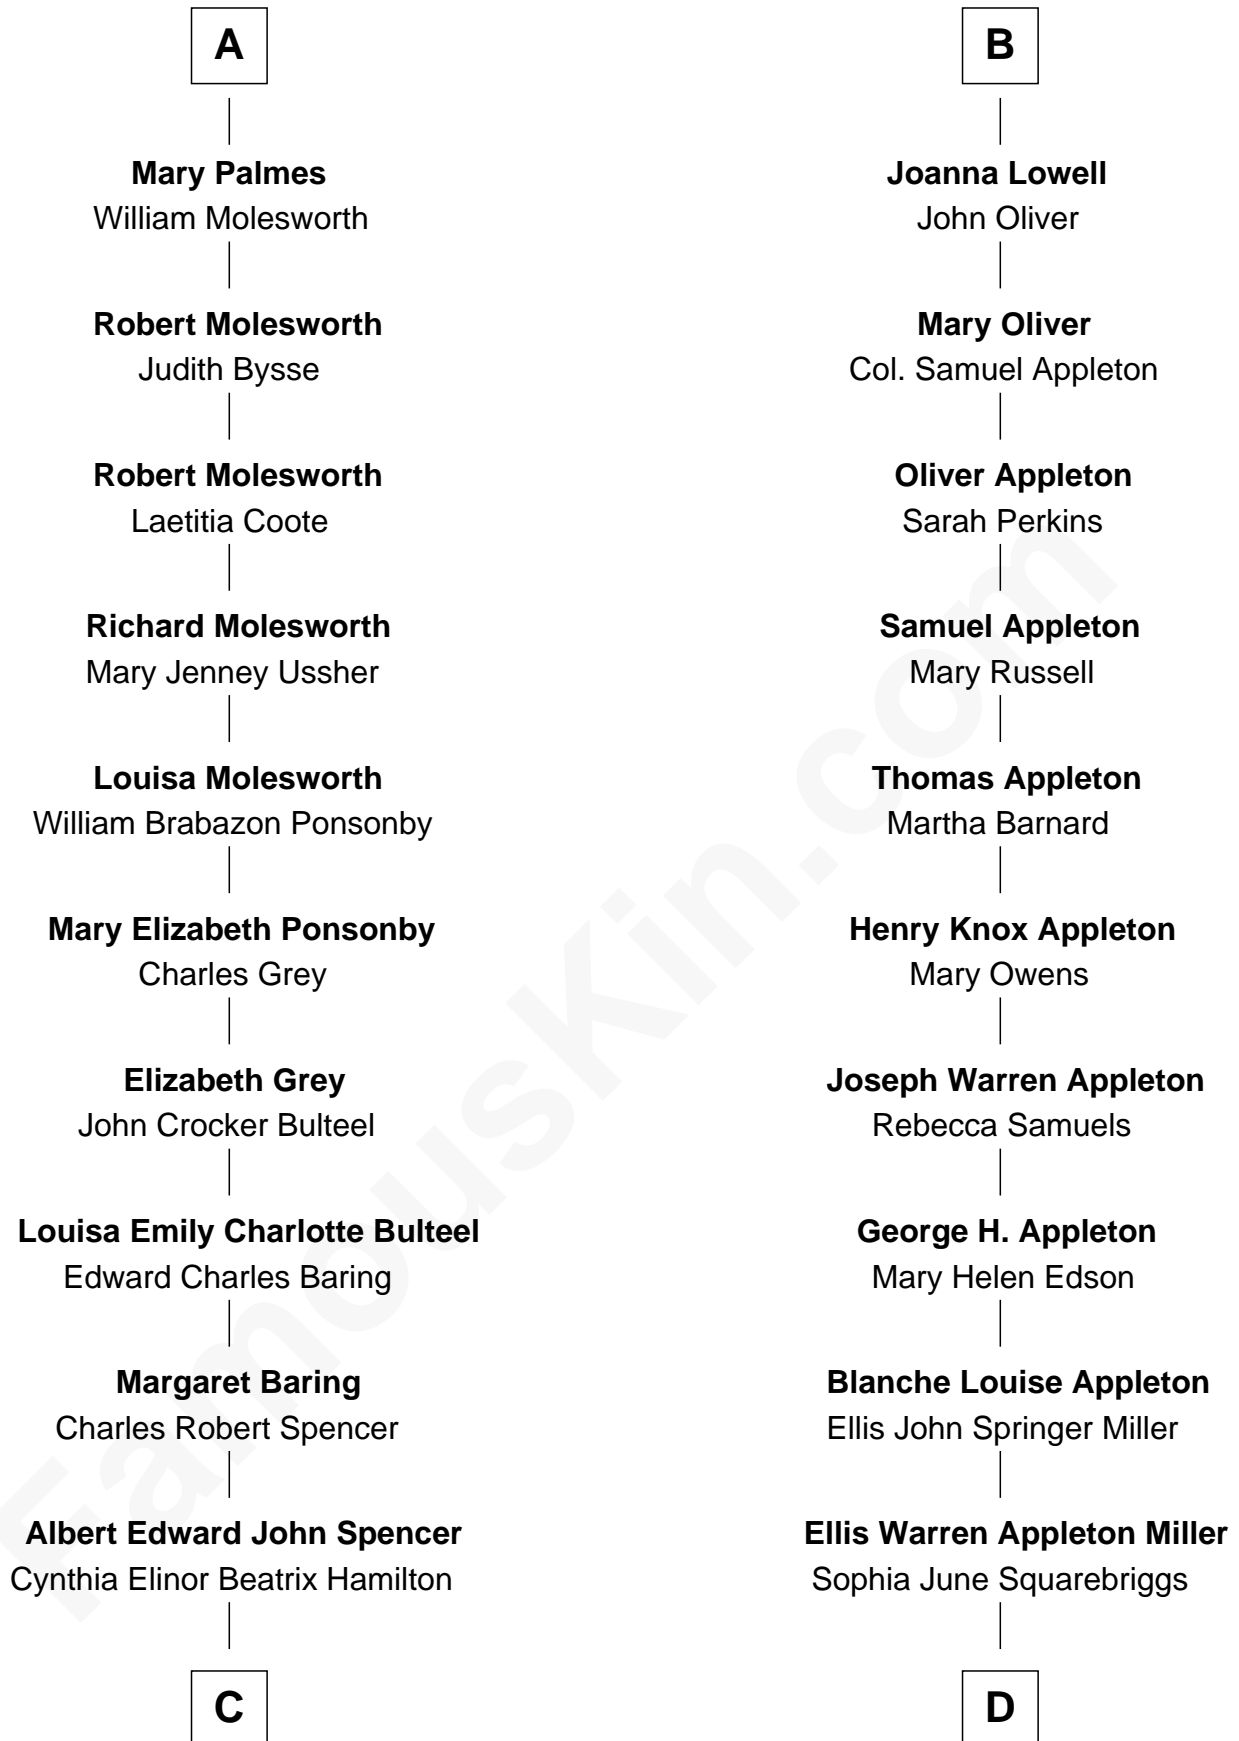 A
Mary Palmes
William Molesworth
Robert Molesworth
Judith Bysse
Robert Molesworth
Laetitia Coote
Richard Molesworth
Mary Jenney Ussher
Louisa Molesworth
William Brabazon Ponsonby
Mary Elizabeth Ponsonby
Charles Grey
Elizabeth Grey
John Crocker Bulteel
Louisa Emily Charlotte Bulteel
Edward Charles Baring
Margaret Baring
Charles Robert Spencer
Albert Edward John Spencer
Cynthia Elinor Beatrix Hamilton
C
B
Joanna Lowell
John Oliver
Mary Oliver
Col. Samuel Appleton
Oliver Appleton
Sarah Perkins
Samuel Appleton
Mary Russell
Thomas Appleton
Martha Barnard
Henry Knox Appleton
Mary Owens
Joseph Warren Appleton
Rebecca Samuels
George H. Appleton
Mary Helen Edson
Blanche Louise Appleton
Ellis John Springer Miller
Ellis Warren Appleton Miller
Sophia June Squarebriggs
D
FamousKin.com